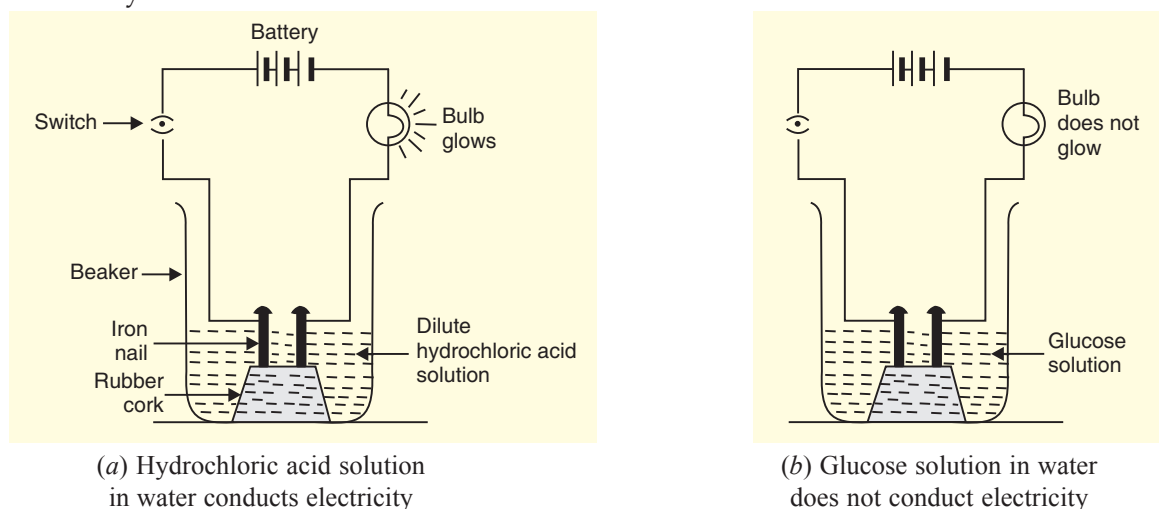 Battery
Switch
Bulb
glows
Beaker
Iron
nail
Rubber
cork
Dilute
hydrochloric acid
solution
(a) Hydrochloric acid solution
in water conducts electricity
Bulb
does not
glow
Glucose
solution
(b) Glucose solution in water
does not conduct electricity